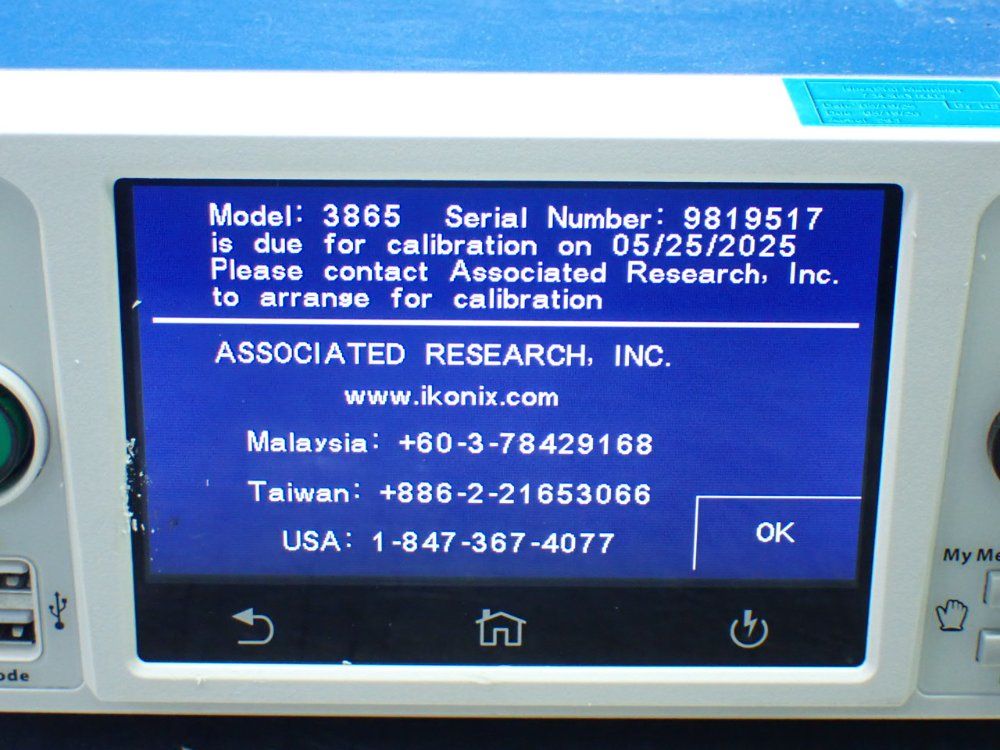 Model: 3865 Serial Number: 9819517
is due for calibration on 05/25/2025
Please contact Associated Research, Inc.
to arrange for calibration
ASSOCIATED RESEARCH, INC.
www.ikonix.com
Malaysia: +60-3-78429168
Taiwan: +886-2-21653066
USA: 1-847-367-4077
OK
My Me
ode